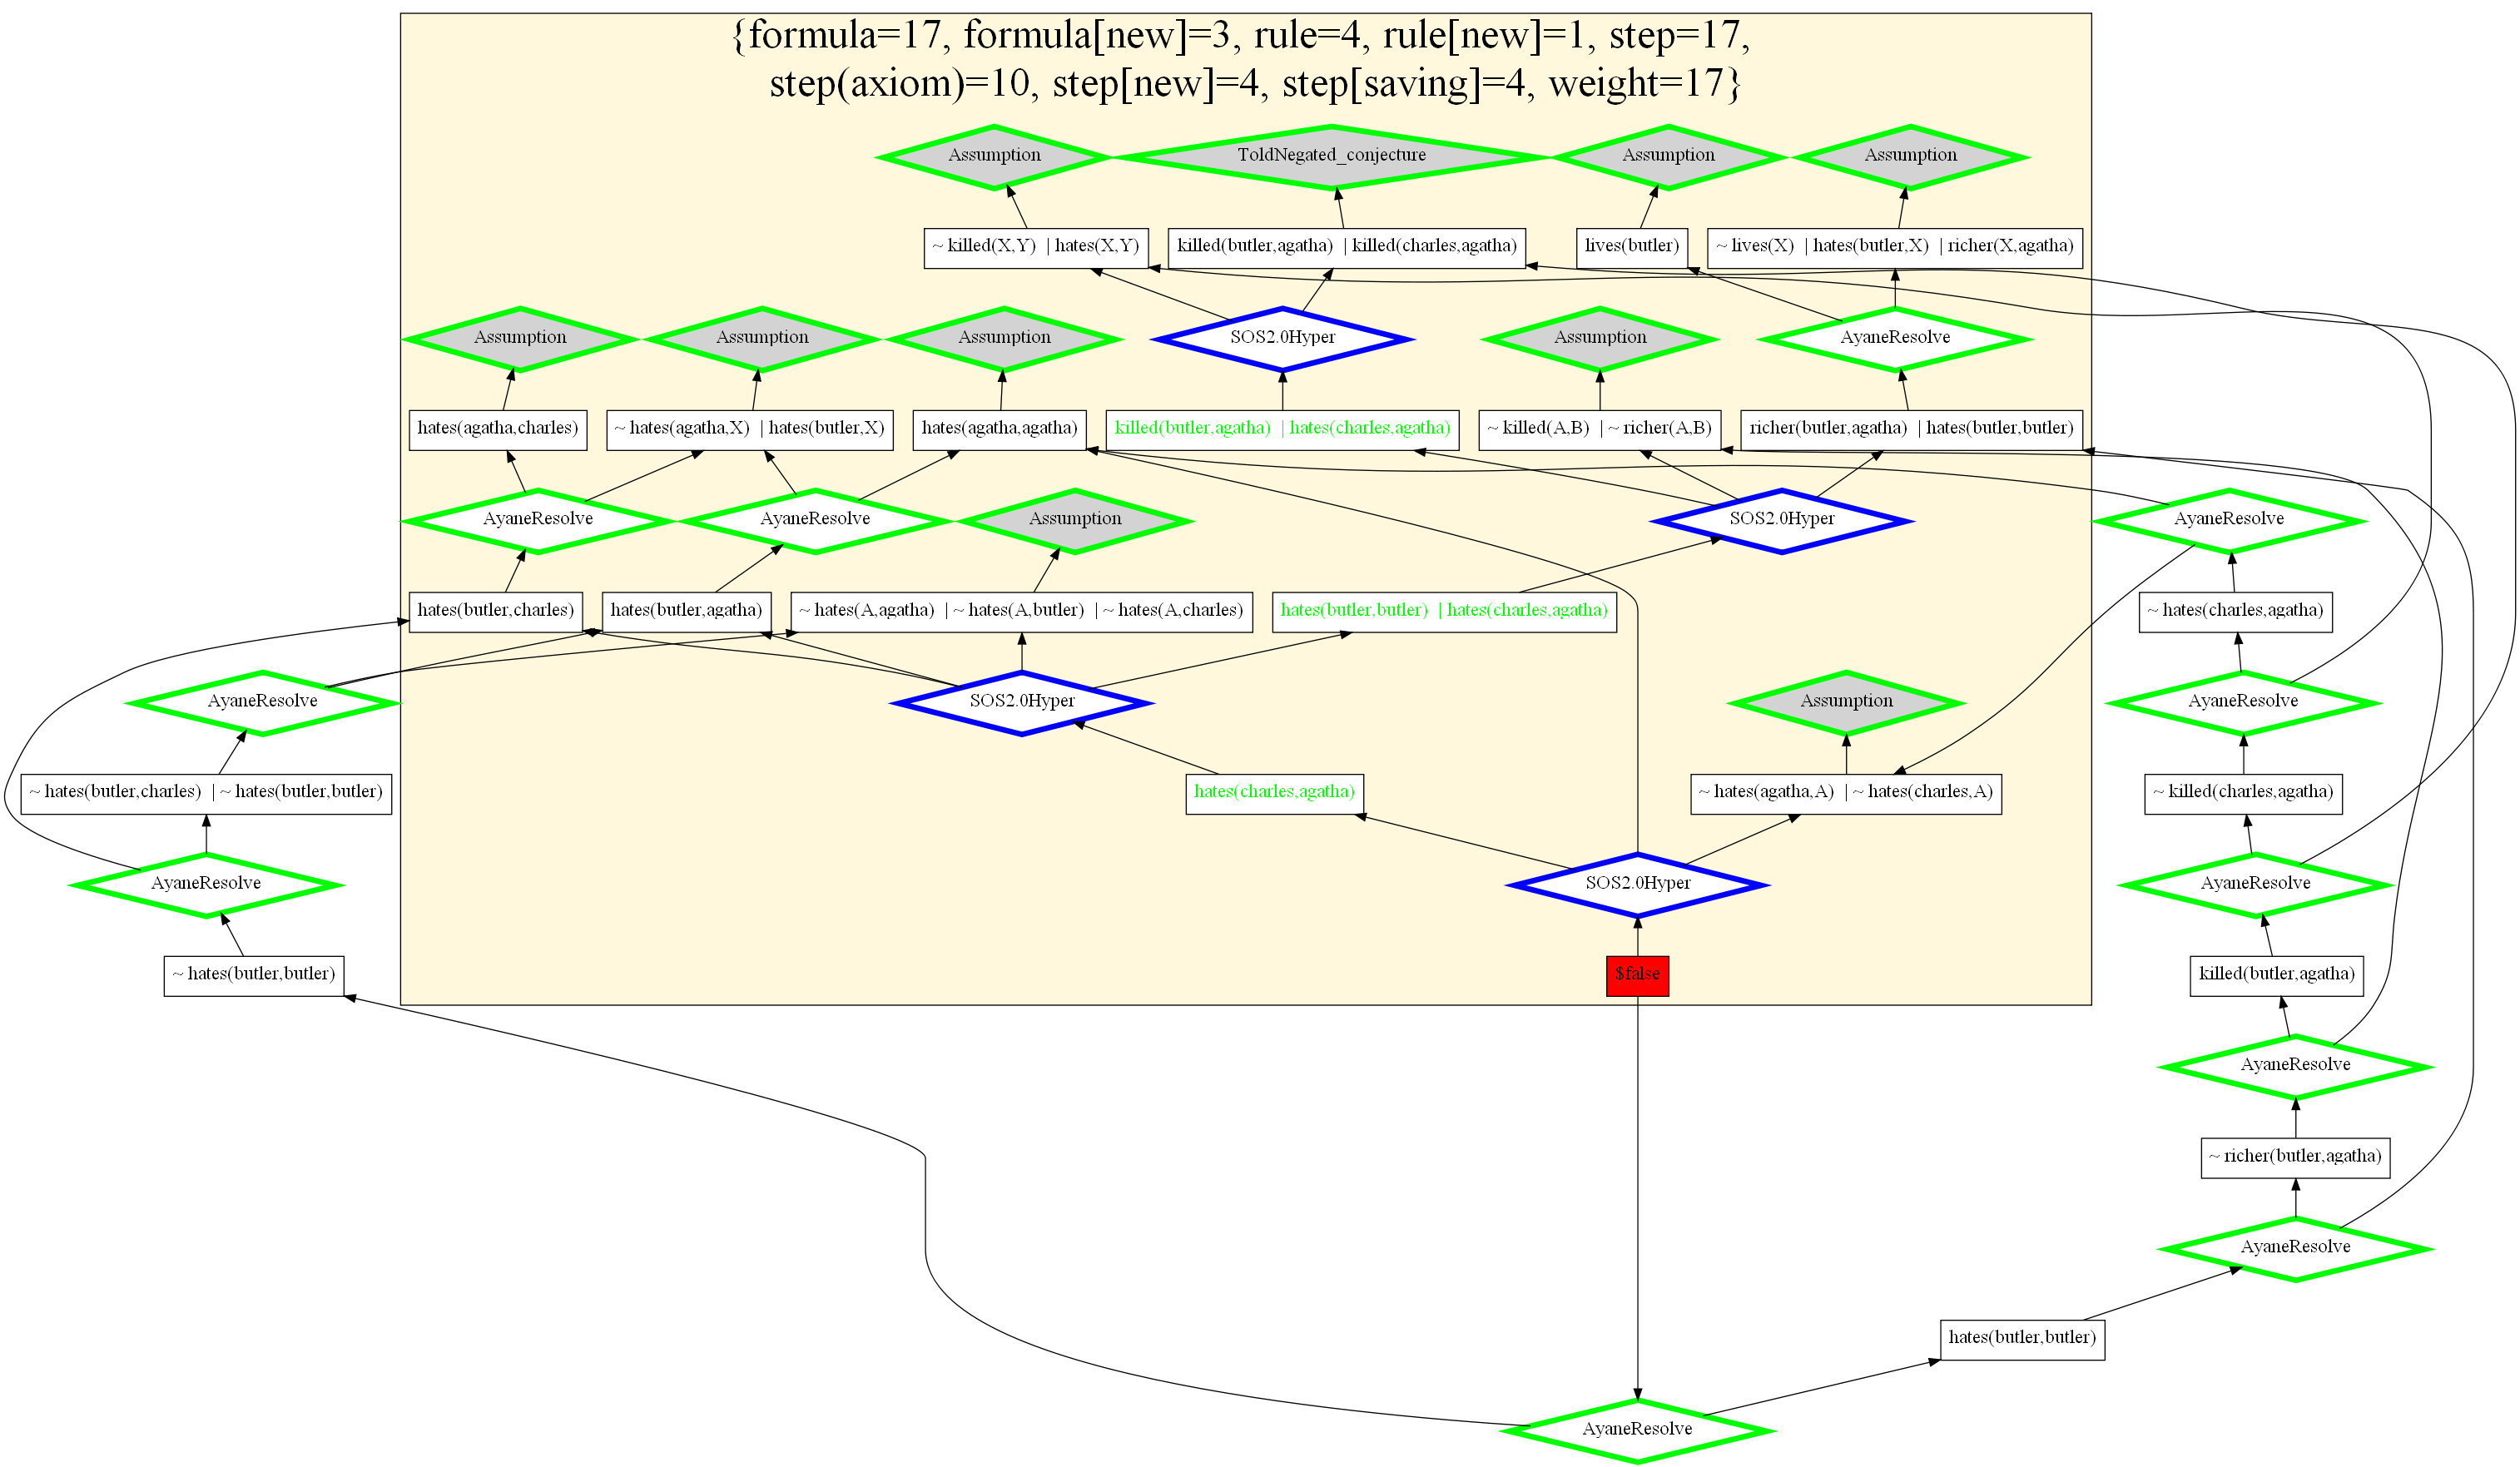 {formula=17, formula[new]=3, rule=4, rule[new]=1, step=17,
step(axiom)=10, step[new]=4, step[saving]=4, weight=17}
Assumption
ToldNegated_conjecture
Assumption
Assumption
~ killed(X,Y) | hates(X,Y)
killed(butler,agatha) | killed(charles,agatha)
lives(butler)
~ lives(X) | hates(butler,X) | richer(X,agatha)
Assumption
Assumption
Assumption
SOS2.0Hyper
Assumption
AyaneResolve
hates(agatha,charles)
~ hates(agatha,X) | hates(butler,X)
hates(agatha,agatha)
killed(butler,agatha) | hates(charles,agatha)
~ killed(A,B) | ~ richer(A,B)
richer(butler,agatha) | hates(butler,butler)
AyaneResolve
AyaneResolve
Assumption
SOS2.0Hyper
AyaneResolve
hates(butler,charles)
hates(butler,agatha)
~ hates(A,agatha) | ~ hates(A,butler) | ~ hates(A,charles)
hates(butler,butler) | hates(charles,agatha)
~ hates(charles,agatha)
AyaneResolve
SOS2.0Hyper
Assumption
AyaneResolve
~ hates(butler,charles) | ~ hates(butler,butler)
hates(charles,agatha)
~ hates(agatha,A) | ~ hates(charles,A)
~ killed(charles,agatha)
AyaneResolve
SOS2.0Hyper
AyaneResolve
~ hates(butler,butler)
$false
killed(butler,agatha)
AyaneResolve
~ richer(butler,agatha)
AyaneResolve
hates(butler,butler)
AyaneResolve